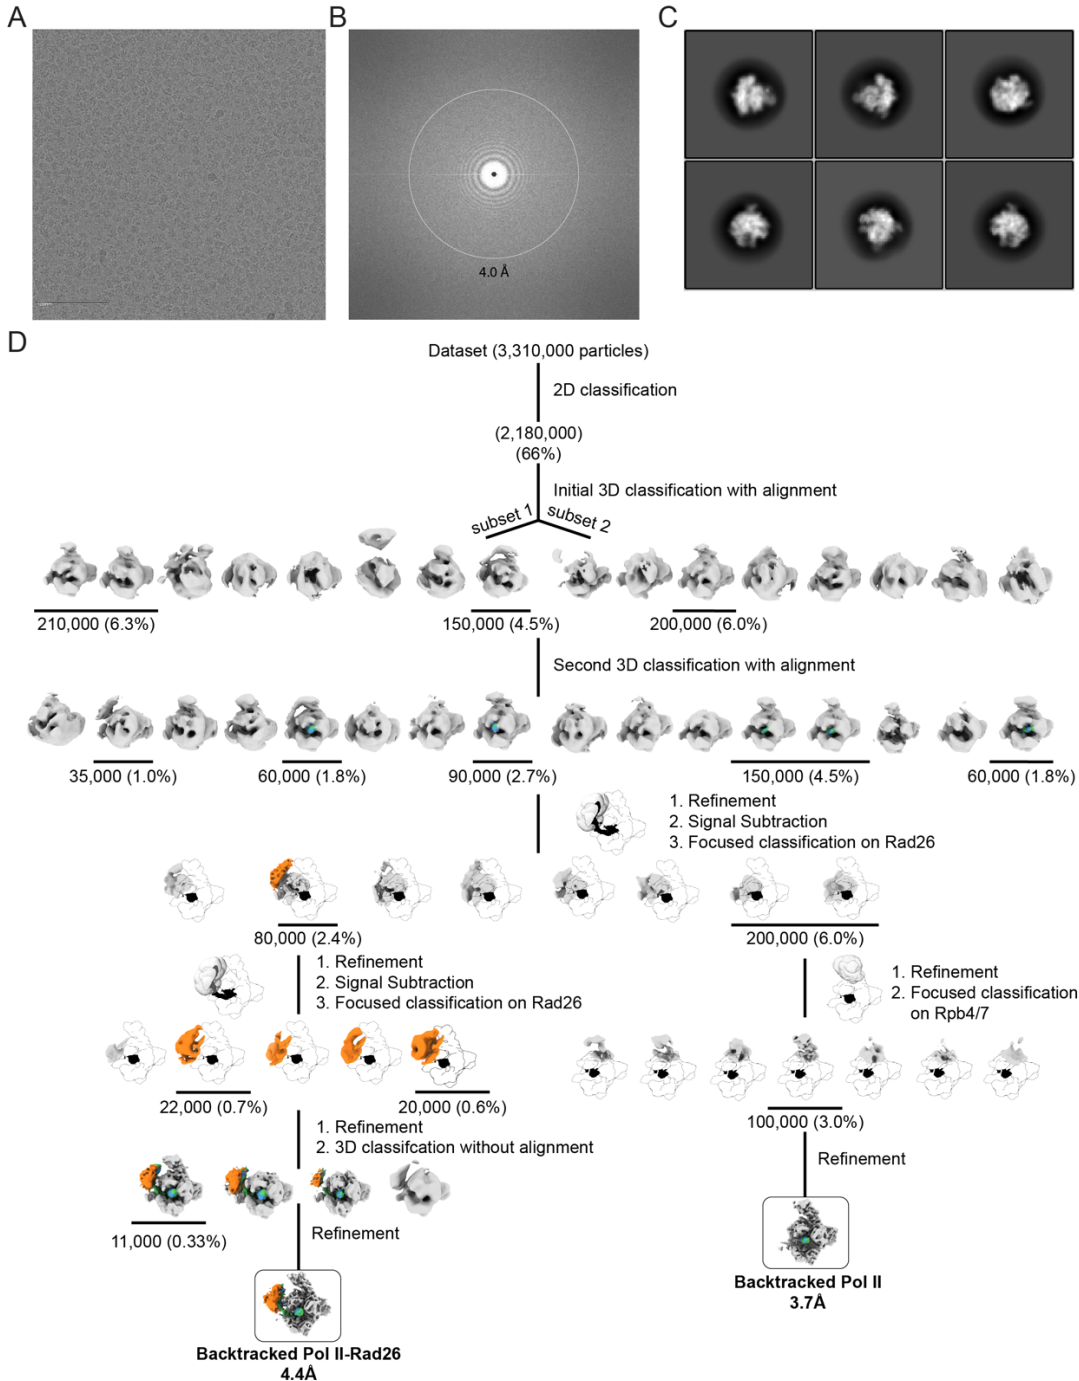 A
B
C
4.0 Å
D
Dataset (3,310,000 particles)
2D classification
(2,180,000)
(66%)
Initial 3D classification with alignment
subset 1
subset 2
210,000 (6.3%)
150,000 (4.5%)
200,000 (6.0%)
Second 3D classification with alignment
35,000 (1.0%)
60,000 (1.8%)
90,000 (2.7%)
150,000 (4.5%)
60,000 (1.8%)
1. Refinement
2. Signal Subtraction
3. Focused classification on Rad26
80,000 (2.4%)
200,000 (6.0%)
1. Refinement
2. Signal Subtraction
3. Focused classification on Rad26
1. Refinement
2. Focused classification
on Rpb4/7
22,000 (0.7%)
20,000 (0.6%)
100,000 (3.0%)
1. Refinement
2. 3D classifcation without alignment
Refinement
11,000 (0.33%)
Refinement
Backtracked Pol II
3.7Å
Backtracked Pol II-Rad26
4.4Å